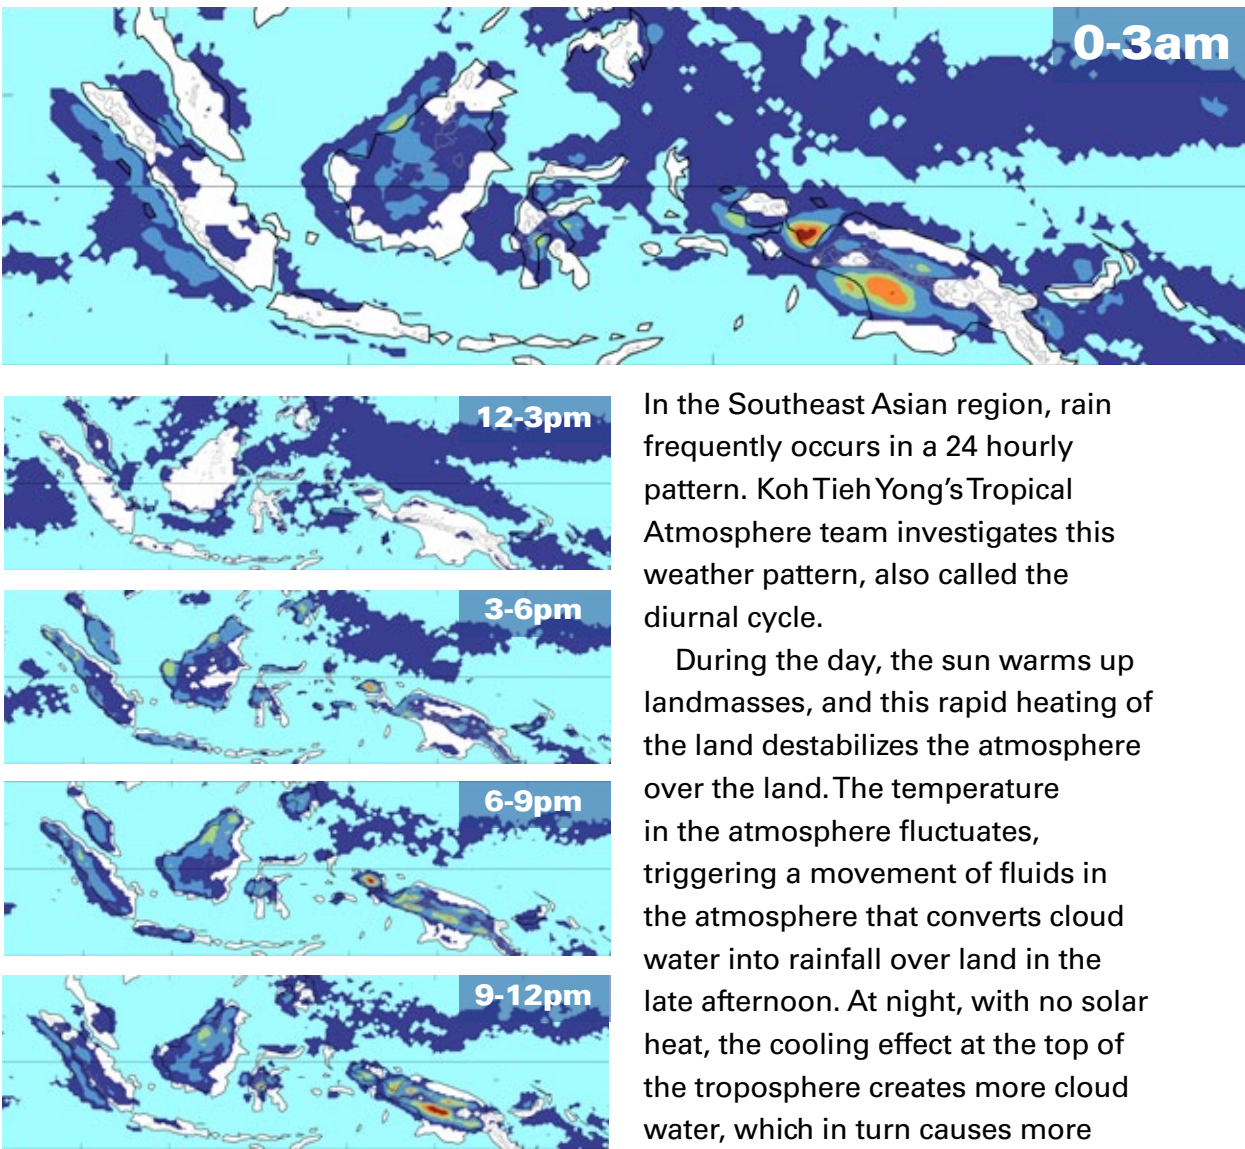 0-3am
12-3pm
3-6pm
6-9pm
9-12pm
In the Southeast Asian region, rain
frequently occurs in a 24 hourly
pattern. Koh Tieh Yong’s Tropical
Atmosphere team investigates this
weather pattern, also called the
diurnal cycle.
During the day, the sun warms up
landmasses, and this rapid heating of
the land destabilizes the atmosphere
over the land. The temperature
in the atmosphere fluctuates,
triggering a movement of fluids in
the atmosphere that converts cloud
water into rainfall over land in the
late afternoon. At night, with no solar
heat, the cooling effect at the top of
the troposphere creates more cloud
water, which in turn causes more